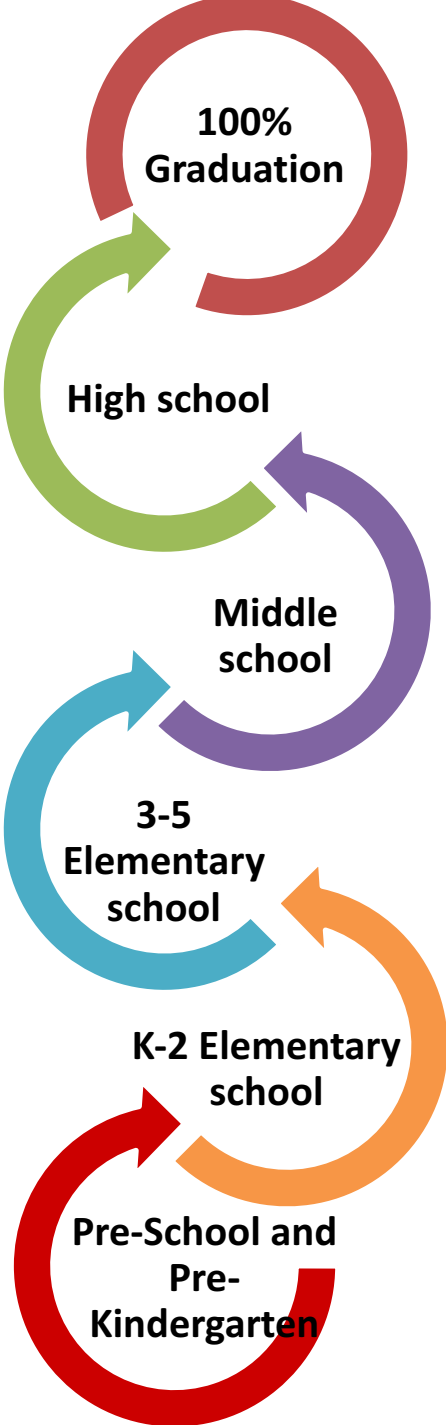 100%
Graduation
High school
Middle
school
3-5
Elementary
school
K-2 Elementary
school
Pre-School and
Pre-
Kindergarten